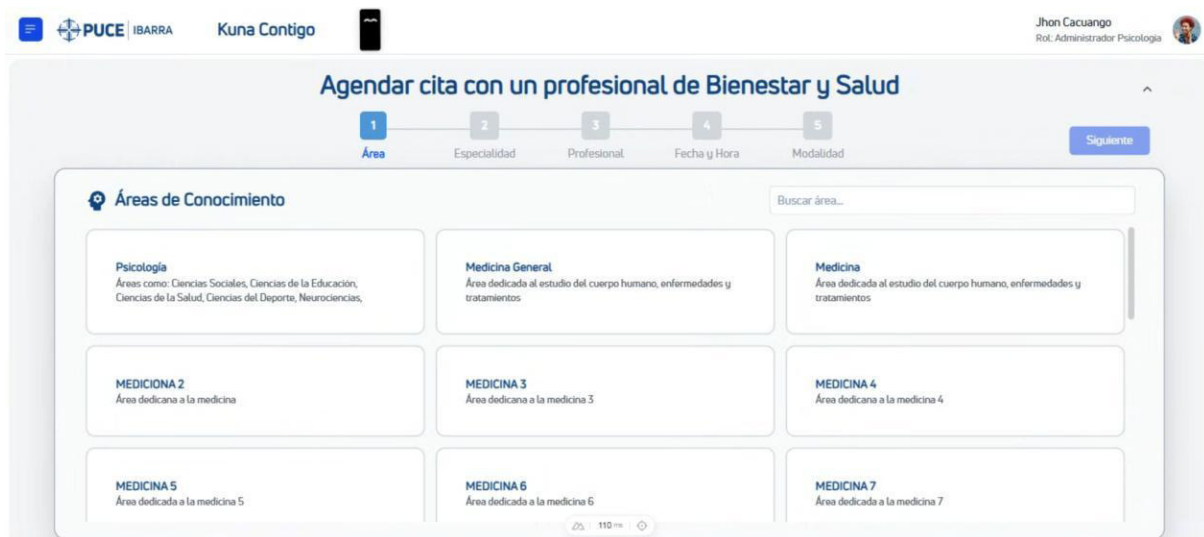 PUCE IBARRA
Kuna Contigo
Jhon Cacuango
Rol: Administrador Psicologia
Agendar cita con un profesional de Bienestar y Salud
1
2
3
4
5
Área
Especialidad
Profesional
Fecha y Hora
Modalidad
Siguiente
Áreas de Conocimiento
Buscar área...
Psicología
Áreas como: Ciencias Sociales, Ciencias de la Educación,
Ciencias de la Salud, Ciencias del Deporte, Neurociencias,
Medicina General
Área dedicada al estudio del cuerpo humano, enfermedades y
tratamientos
Medicina
Área dedicada al estudio del cuerpo humano, enfermedades y
tratamientos
MEDICIONA 2
Área dedicana a la medicina
MEDICINA 3
Área dedicana a la medicina 3
MEDICINA 4
Área dedicana a la medicina 4
MEDICINA 5
Área dedicada a la medicina 5
MEDICINA 6
Área dedicada a la medicina 6
MEDICINA 7
Área dedicada a la medicina 7
110 ms